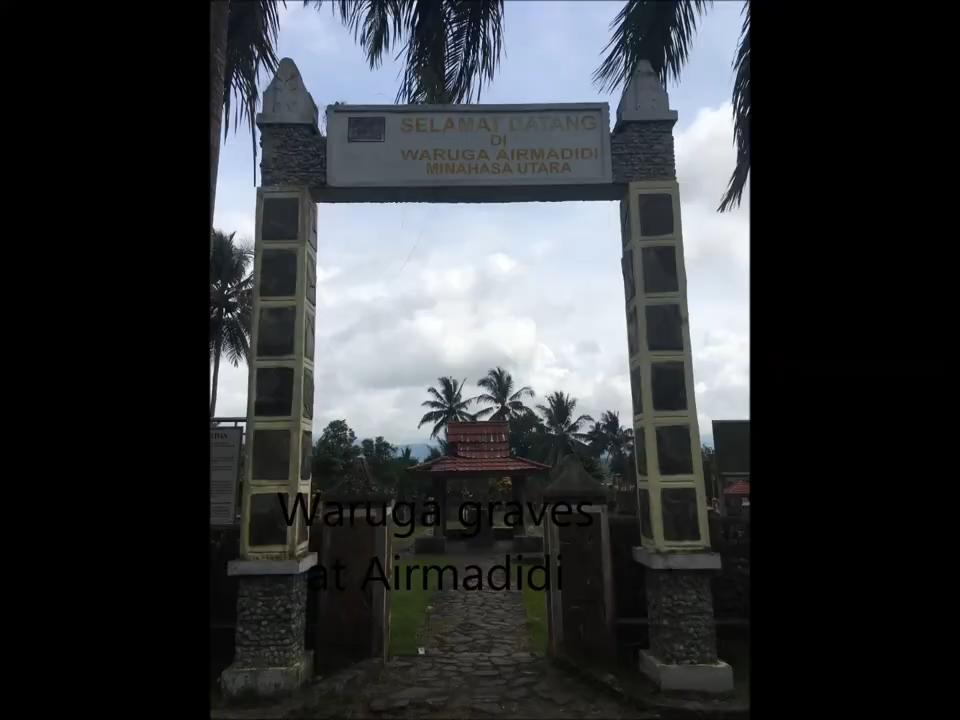 SELAMAT DATANG
DI
WARUGA AIRMADIDI
MINAHASA UTARA
Waruga graves
at Airmadidi